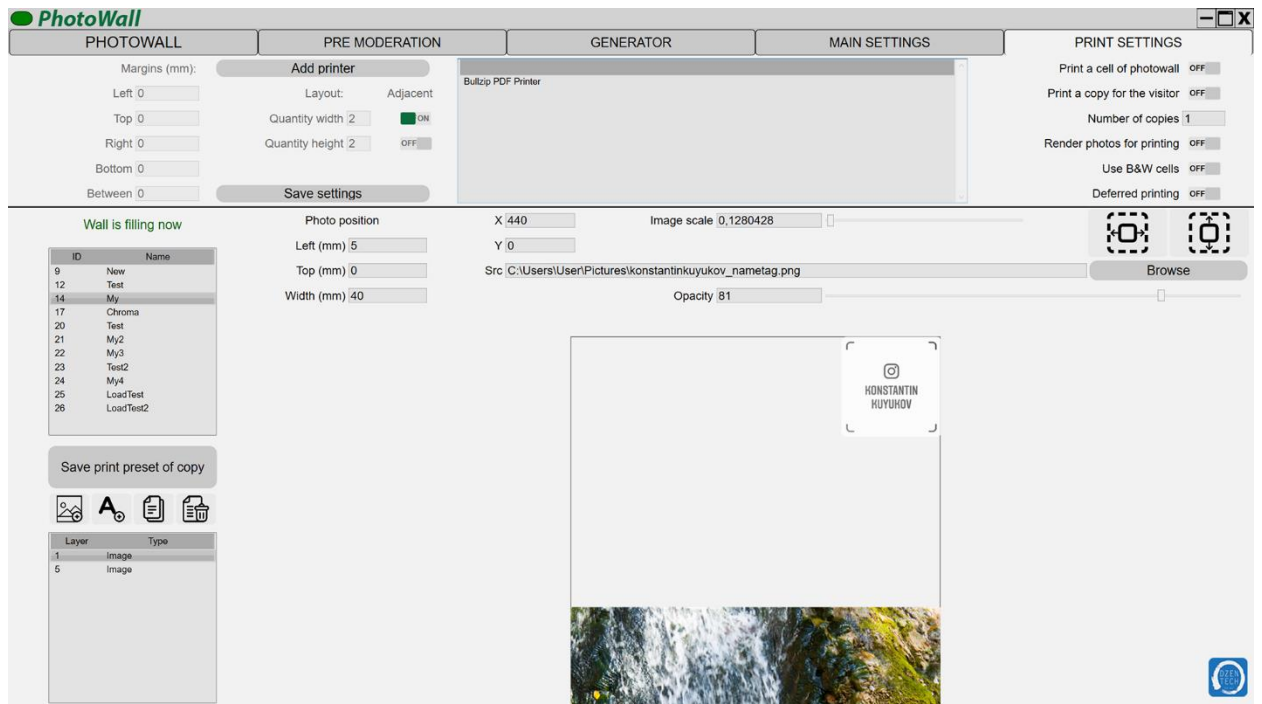 PhotoWall
PHOTOWALL PRE MODERATION GENERATOR MAIN SETTINGS PRINT SETTINGS
Margins (mm): Add printer Print a cell of photowall OFF
Bullzip PDF Printer
Left 0 Layout: Adjacent Print a copy for the visitor OFF
Top 0 Quantity width 2 ON Number of copies 1
Right 0 Quantity height 2 OFF Render photos for printing OFF
Bottom 0 Use B&W cells OFF
Between 0 Save settings Deferred printing OFF
Wall is filling now Photo position X 440 Image scale 0,1280428
Left (mm) 5 Y 0
Top (mm) 0 Src C:\Users\User\Pictures\konstantinkuyukov_nametag.png Browse
Width (mm) 40 Opacity 81
ID Name
9 New
12 Test
14 My
17 Chroma
20 Test
21 My2
22 My3
23 Test2
24 My4
25 LoadTest
26 LoadTest2
KONSTANTIN
KUYUKOV
Save print preset of copy
A
Layer Type
1 Image
5 Image
DZEN
TECH